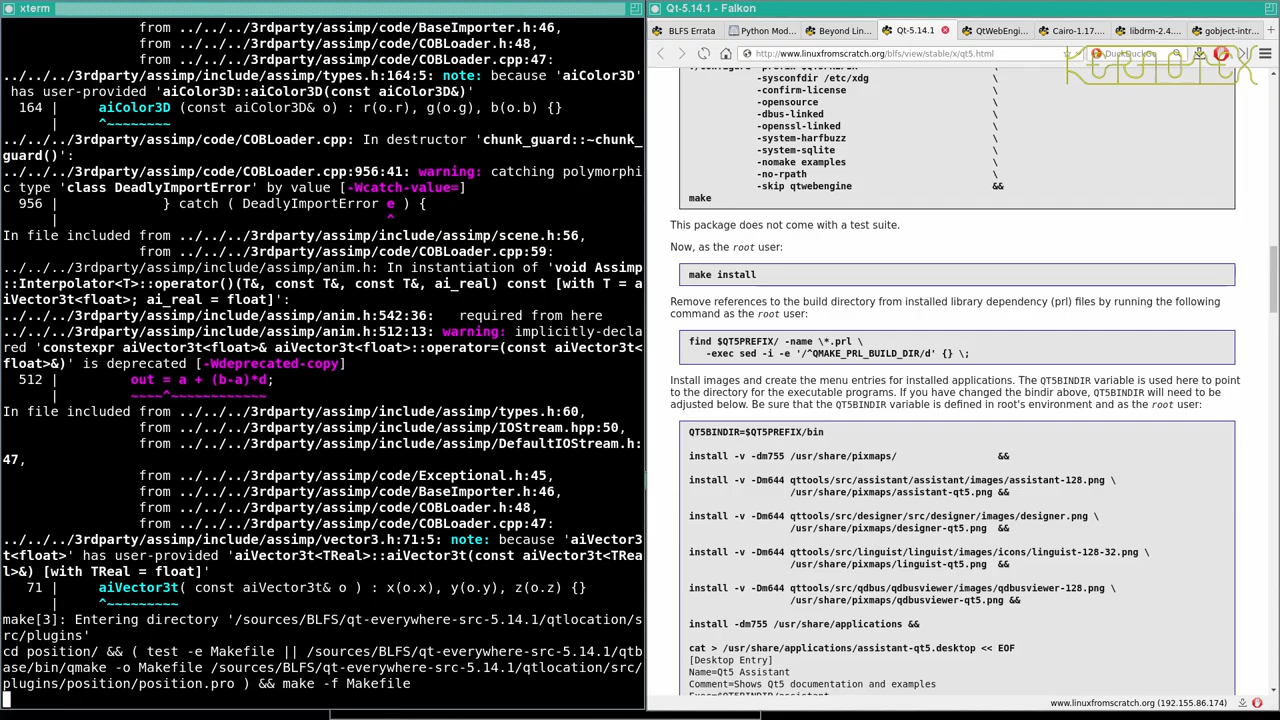 xterm
from ../../../3rdparty/assimp/code/BaseImporter.h:46,
from ../../../3rdparty/assimp/code/COBLoader.h:48,
from ../../../3rdparty/assimp/code/COBLoader.cpp:47:
../../../3rdparty/assimp/include/assimp/types.h:164:5: note: because 'aiColor3D'
has user-provided 'aiColor3D::aiColor3D(const aiColor3D&)'
164 | aiColor3D (const aiColor3D& o) : r(o.r), g(o.g), b(o.b) {}
| ^~~~~~~~~
../../../3rdparty/assimp/code/COBLoader.cpp: In destructor 'chunk_guard::~chunk_
guard()':
../../../3rdparty/assimp/code/COBLoader.cpp:956:41: warning: catching polymorphi
c type 'class DeadlyImportError' by value [-Wcatch-value=]
956 | } catch ( DeadlyImportError e ) {
| ^
In file included from ../../../3rdparty/assimp/include/assimp/scene.h:56,
from ../../../3rdparty/assimp/code/COBLoader.cpp:59:
../../../3rdparty/assimp/include/assimp/anim.h: In instantiation of 'void Assimp
::Interpolator<T>::operator()(T&, const T&, const T&, ai_real) const [with T = a
iVector3t<float>; ai_real = float]':
../../../3rdparty/assimp/include/assimp/anim.h:542:36: required from here
../../../3rdparty/assimp/include/assimp/anim.h:512:13: warning: implicitly-decla
red 'constexpr aiVector3t<float>& aiVector3t<float>::operator=(const aiVector3t<
float>&)' is deprecated [-Wdeprecated-copy]
512 | out = a + (b-a)*d;
| ~~~~^~~~~~~~~~~~~
In file included from ../../../3rdparty/assimp/include/assimp/types.h:60,
from ../../../3rdparty/assimp/include/assimp/IOStream.hpp:50,
from ../../../3rdparty/assimp/include/assimp/DefaultIOStream.h:
47,
from ../../../3rdparty/assimp/code/Exceptional.h:45,
from ../../../3rdparty/assimp/code/BaseImporter.h:46,
from ../../../3rdparty/assimp/code/COBLoader.h:48,
from ../../../3rdparty/assimp/code/COBLoader.cpp:47:
../../../3rdparty/assimp/include/assimp/vector3.h:71:5: note: because 'aiVector3
t<float>' has user-provided 'aiVector3t<TReal>::aiVector3t(const aiVector3t<TRea
l>&) [with TReal = float]'
71 | aiVector3t( const aiVector3t& o ) : x(o.x), y(o.y), z(o.z) {}
| ^~~~~~~~~~
make[3]: Entering directory '/sources/BLFS/qt-everywhere-src-5.14.1/qtlocation/s
rc/plugins'
cd position/ && ( test -e Makefile || /sources/BLFS/qt-everywhere-src-5.14.1/qtb
ase/bin/qmake -o Makefile /sources/BLFS/qt-everywhere-src-5.14.1/qtlocation/src/
plugins/position/position.pro ) && make -f Makefile
Qt-5.14.1 - Falkon
BLFS Errata
Python Mod...
Beyond Lin...
Qt-5.14.1
QtWebEngin...
Cairo-1.17....
libdrm-2.4....
gobject-intr...
http://www.linuxfromscratch.org/blfs/view/stable/x/qt5.html
DuckDuckGo
KERNOTEX
-sysconfdir /etc/xdg \
-confirm-license \
-opensource \
-dbus-linked \
-openssl-linked \
-system-harfbuzz \
-system-sqlite \
-nomake examples \
-no-rpath \
-skip qtwebengine &&
make
This package does not come with a test suite.
Now, as the root user:
make install
Remove references to the build directory from installed library dependency (prl) files by running the following
command as the root user:
find $QT5PREFIX/ -name \*.prl \
-exec sed -i -e '/^QMAKE_PRL_BUILD_DIR/d' {} \;
Install images and create the menu entries for installed applications. The QT5BINDIR variable is used here to point
to the directory for the executable programs. If you have changed the bindir above, QT5BINDIR will need to be
adjusted below. Be sure that the QT5BINDIR variable is defined in root's environment and as the root user:
QT5BINDIR=$QT5PREFIX/bin
install -v -dm755 /usr/share/pixmaps/ &&
install -v -Dm644 qttools/src/assistant/assistant/images/assistant-128.png \
/usr/share/pixmaps/assistant-qt5.png &&
install -v -Dm644 qttools/src/designer/src/designer/images/designer.png \
/usr/share/pixmaps/designer-qt5.png &&
install -v -Dm644 qttools/src/linguist/linguist/images/icons/linguist-128-32.png \
/usr/share/pixmaps/linguist-qt5.png &&
install -v -Dm644 qttools/src/qdbus/qdbusviewer/images/qdbusviewer-128.png \
/usr/share/pixmaps/qdbusviewer-qt5.png &&
install -dm755 /usr/share/applications &&
cat > /usr/share/applications/assistant-qt5.desktop << EOF
[Desktop Entry]
Name=Qt5 Assistant
Comment=Shows Qt5 documentation and examples
www.linuxfromscratch.org (192.155.86.174)